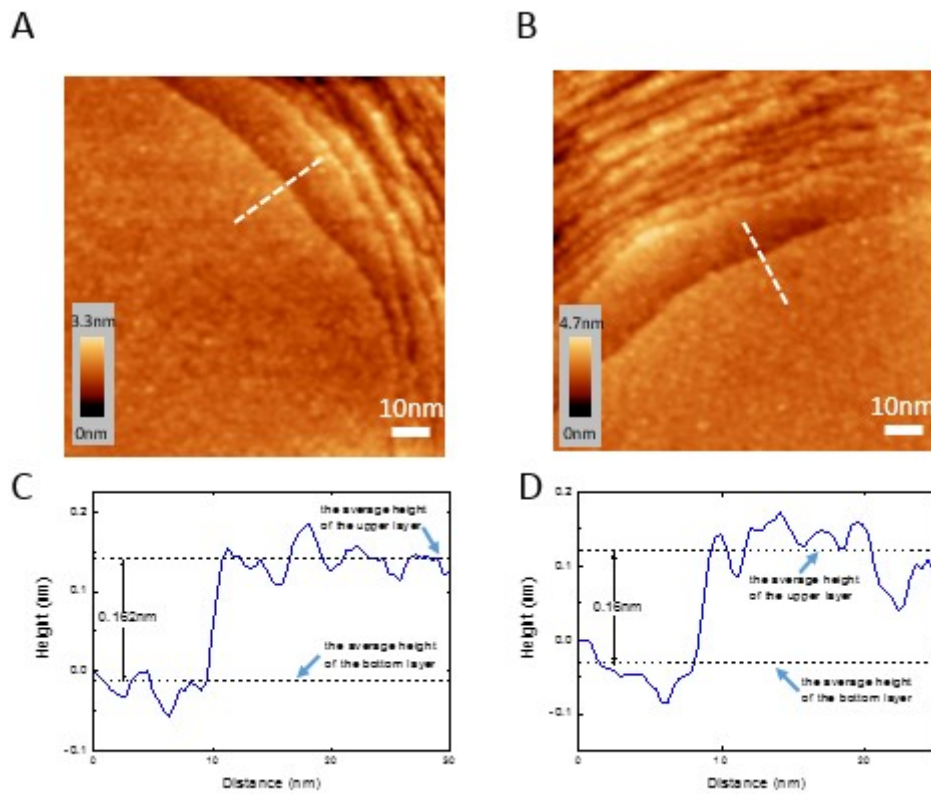 A
B
3.3nm
0nm
10nm
4.7nm
0nm
10nm
C
D
0.2
the average height
of the upper layer
0.1
0.152nm
Height (nm)
the average height
of the bottom layer
0.0
-0.1
0
10
20
30
Distance (nm)
0.2
0.1
the average height
of the upper layer
0.15nm
Height (nm)
0.0
the average height
of the bottom layer
-0.1
0
10
20
Distance (nm)